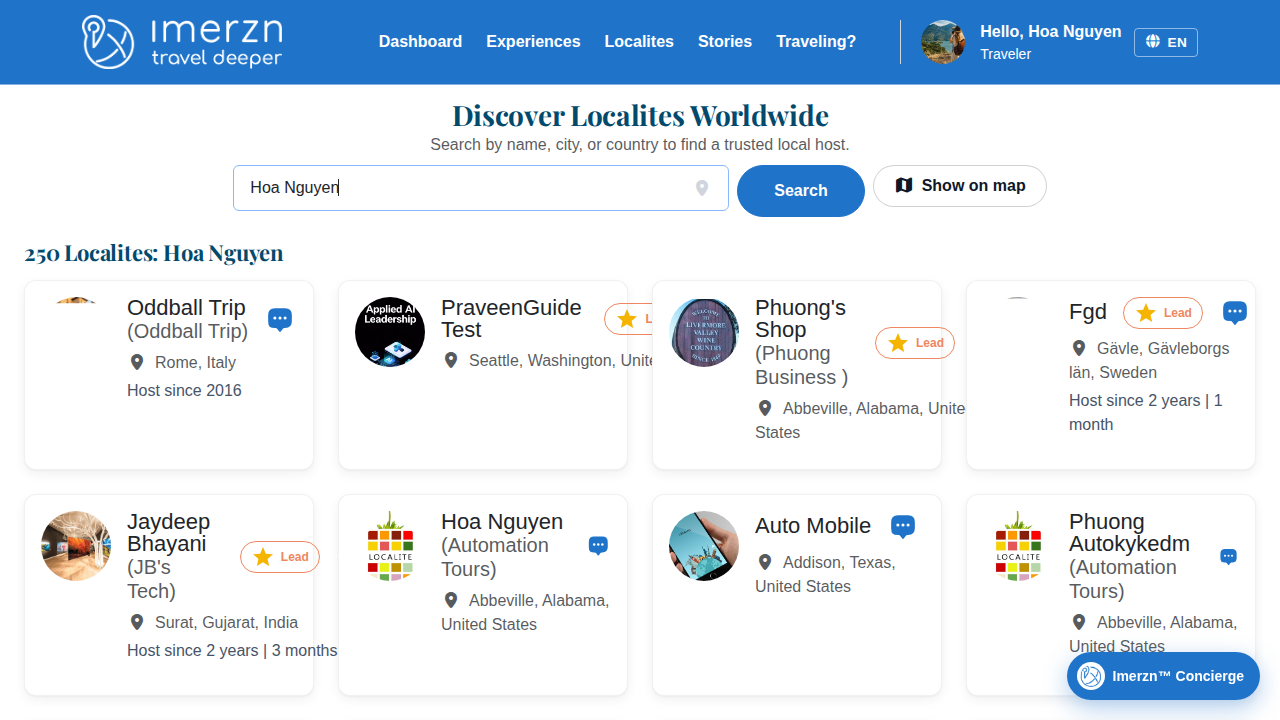 imerzn
travel deeper
Dashboard
Experiences
Localites
Stories
Traveling?
Hello, Hoa Nguyen
Traveler
EN
Discover Localites Worldwide
Search by name, city, or country to find a trusted local host.
Hoa Nguyen
Search
Show on map
250 Localites: Hoa Nguyen
Oddball Trip
(Oddball Trip)
Rome, Italy
Host since 2016
Applied AI
Leadership
PraveenGuide
Test
L
Seattle, Washington, Unite
WELCOME TO
LIVERMORE
VALLEY
WINE
COUNTRY
Phuong's
Shop
(Phuong
Business )
Lead
Abbeville, Alabama, Unite
States
Fgd
Lead
Gävle, Gävleborgs
län, Sweden
Host since 2 years | 1
month
Jaydeep
Bhayani
(JB's
Tech)
Lead
Surat, Gujarat, India
Host since 2 years | 3 months
LOCALITE
Hoa Nguyen
(Automation
Tours)
Abbeville, Alabama,
United States
Auto Mobile
Addison, Texas,
United States
LOCALITE
Phuong
Autokykedm
(Automation
Tours)
Abbeville, Alabama,
United States
Imerzn™ Concierge